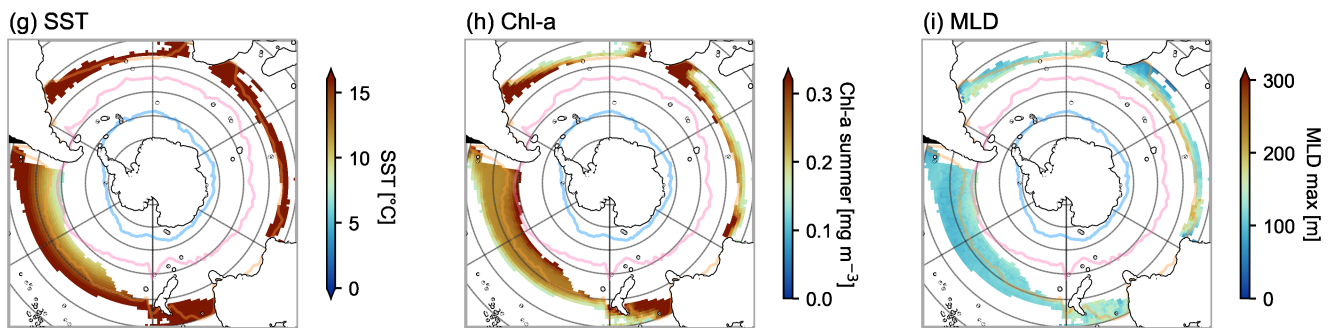 (g) SST
(h) Chl-a
(i) MLD
15
10
5
0
SST [°C]
0.3
0.2
0.1
0.0
Chl-a summer [mg m⁻³]
300
200
100
0
MLD max [m]